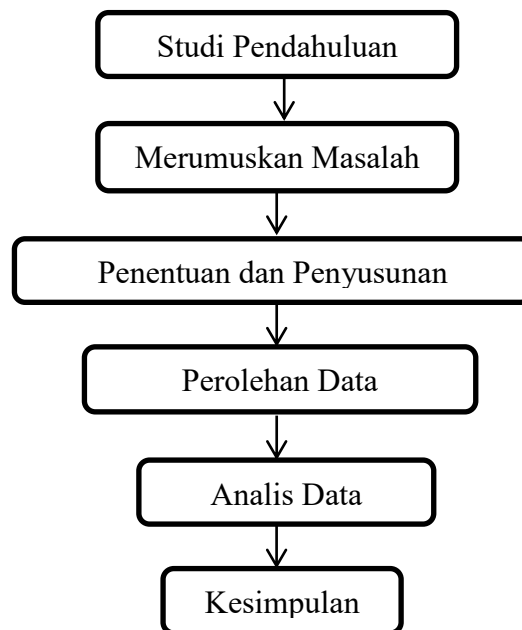 Studi Pendahuluan
Merumuskan Masalah
Penentuan dan Penyusunan
Perolehan Data
Analis Data
Kesimpulan